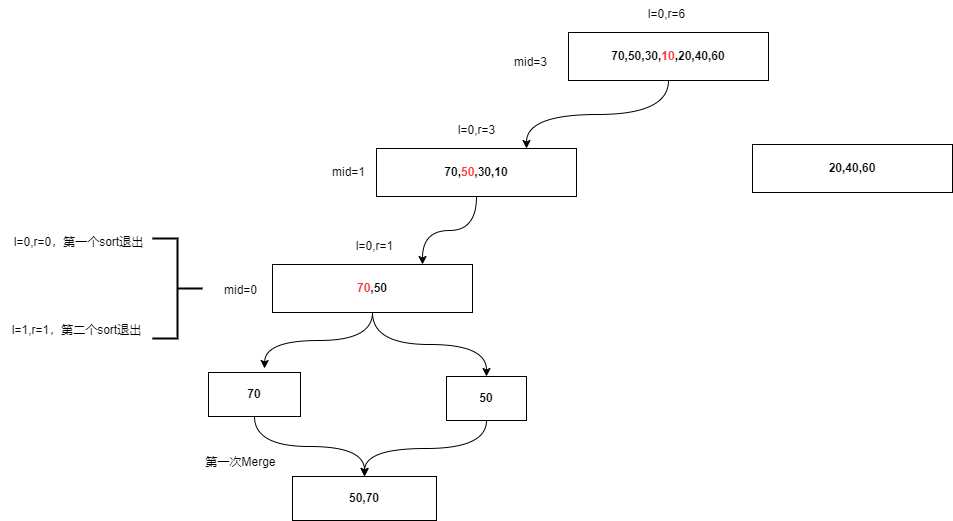 l=0,r=6
mid=3
70,50,30,10,20,40,60
l=0,r=3
mid=1
70,50,30,10
20,40,60
l=0,r=0，第一个sort退出
l=0,r=1
mid=0
70,50
l=1,r=1，第二个sort退出
70
50
第一次Merge
50,70